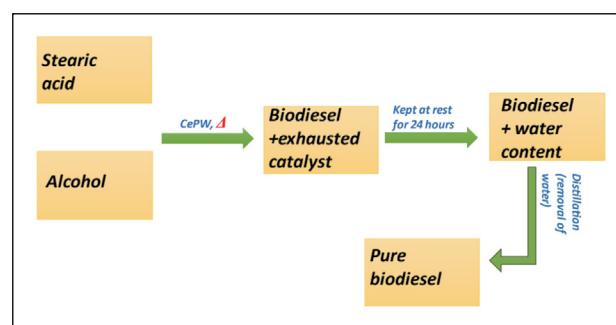 Stearic
acid
Alcohol
CePW, Δ
Biodiesel
+exhausted
catalyst
Kept at rest
for 24 hours
Biodiesel
+ water
content
Distillation
(removal of
water)
Pure
biodiesel